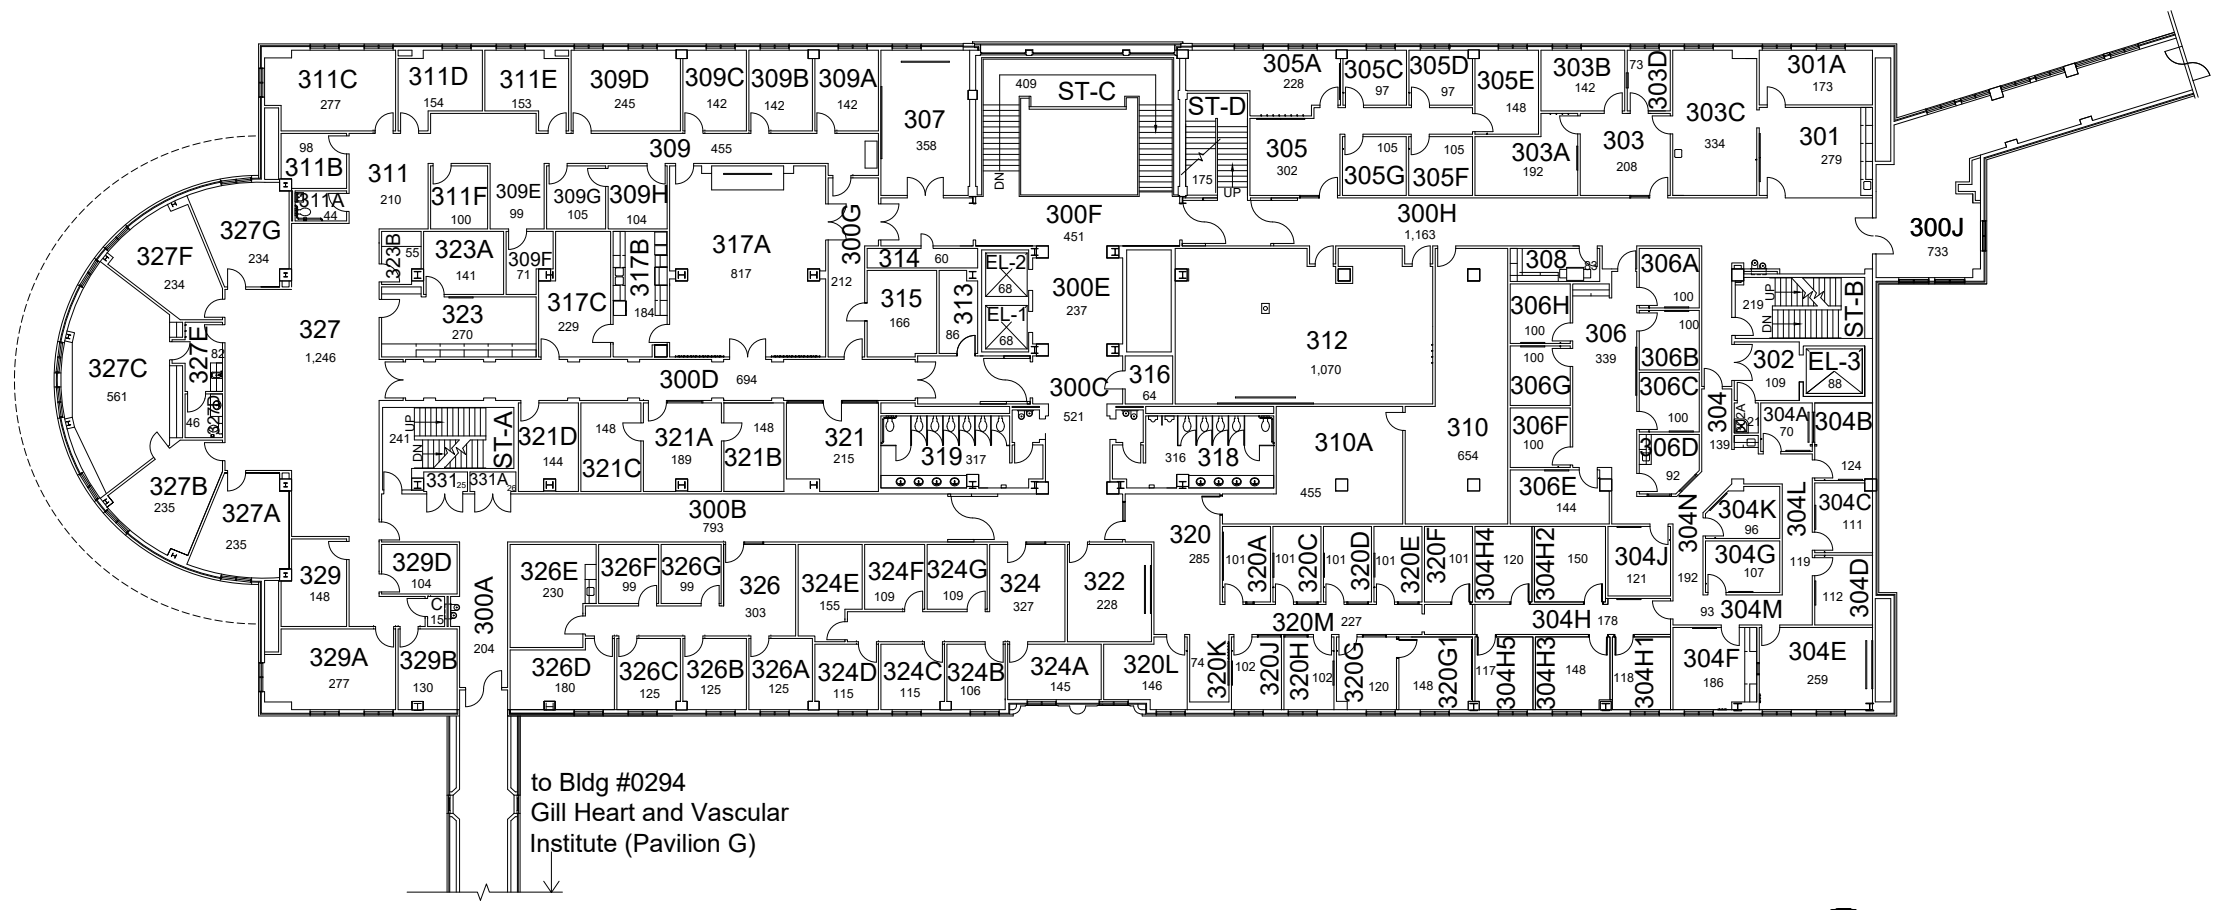 311C
277
311D
154
311E
153
309D
245
309C
142
309B
142
309A
142
307
358
409
ST-C
DN
ST-D
175
UP
305A
228
305C
97
305D
97
305E
148
303B
142
73
303D
303C
334
301A
173
301
279
98
311B
311A
44
311
210
309
455
311F
100
309E
99
309G
105
309H
104
317A
817
300G
212
305
302
105
305G
105
305F
303A
192
303
208
300F
451
300H
1,163
300J
733
327G
234
327F
234
327
1,246
327C
561
327E
82
46
327D
327B
235
327A
235
323B
55
323A
141
309F
71
323
270
317C
229
317B
184
314
60
315
166
313
86
EL-2
68
EL-1
68
300E
237
312
1,070
308
306A
100
306H
100
306
339
100
306B
100
306G
306C
100
306F
100
306D
92
306E
144
219
UP
DN
ST-B
302
109
EL-3
88
304
139
304A
70
304B
124
300D
694
300C
521
316
64
241
UP
DN
ST-A
321D
144
148
321C
321A
189
148
321B
321
215
319
317
316
318
310A
455
310
654
331
25
331A
300B
793
304N
192
304K
96
304L
119
304C
111
329
148
329D
104
C
15
300A
204
326E
230
326F
99
326G
99
326
303
324E
155
324F
109
324G
109
324
327
322
228
320
285
101
320A
101
320C
101
320D
101
320E
320F
101
304H4
120
304H2
150
304J
121
304G
107
304D
112
320M
227
304H
178
93
304M
329A
277
329B
130
326D
180
326C
125
326B
125
326A
125
324D
115
324C
115
324B
106
324A
145
320L
146
74
320K
102
320J
320H
102
320G
120
148
320G1
117
304H5
304H3
148
118
304H1
304F
186
304E
259
to Bldg #0294
Gill Heart and Vascular
Institute (Pavilion G)